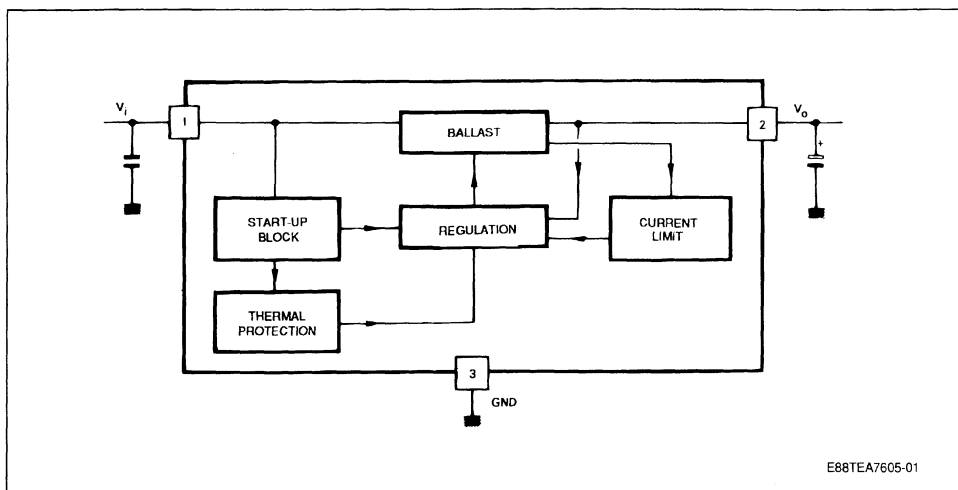 Vi
1
BALLAST
2
Vo
+
START-UP
BLOCK
REGULATION
CURRENT
LIMIT
THERMAL
PROTECTION
3
GND
E88TEA7605-01